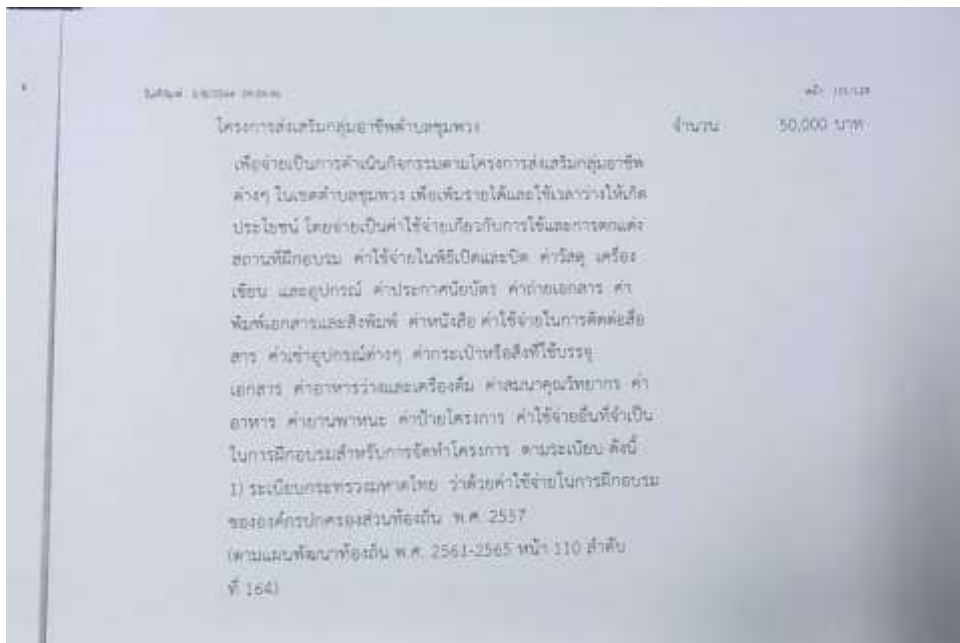 วันที่พิมพ์
หน้า
โครงการส่งเสริมกลุ่มอาชีพตำบลชุมพวง จำนวน 50,000 บาท
เพื่อจ่ายเป็นการดำเนินกิจกรรมตามโครงการส่งเสริมกลุ่มอาชีพ
ต่างๆ ในเขตตำบลชุมพวง เพื่อเพิ่มรายได้และใช้เวลาว่างให้เกิด
ประโยชน์ โดยจ่ายเป็นค่าใช้จ่ายเกี่ยวกับการใช้และการตกแต่ง
สถานที่ฝึกอบรม ค่าใช้จ่ายในพิธีเปิดและปิด ค่าวัสดุ เครื่อง
เขียน และอุปกรณ์ ค่าประกาศนียบัตร ค่าถ่ายเอกสาร ค่า
พิมพ์เอกสารและสิ่งพิมพ์ ค่าหนังสือ ค่าใช้จ่ายในการติดต่อสื่อ
สาร ค่าเช่าอุปกรณ์ต่างๆ ค่ากระเป๋าหรือสิ่งที่ใช้บรรจุ
เอกสาร ค่าอาหารว่างและเครื่องดื่ม ค่าสมนาคุณวิทยากร ค่า
อาหาร ค่ายานพาหนะ ค่าป้ายโครงการ ค่าใช้จ่ายอื่นที่จำเป็น
ในการฝึกอบรมสำหรับการจัดทำโครงการ ตามระเบียบ ดังนี้
1) ระเบียบกระทรวงมหาดไทย ว่าด้วยค่าใช้จ่ายในการฝึกอบรม
ขององค์กรปกครองส่วนท้องถิ่น พ.ศ. 2557
(ตามแผนพัฒนาท้องถิ่น พ.ศ. 2561-2565 หน้า 110 ลำดับ
ที่ 164)